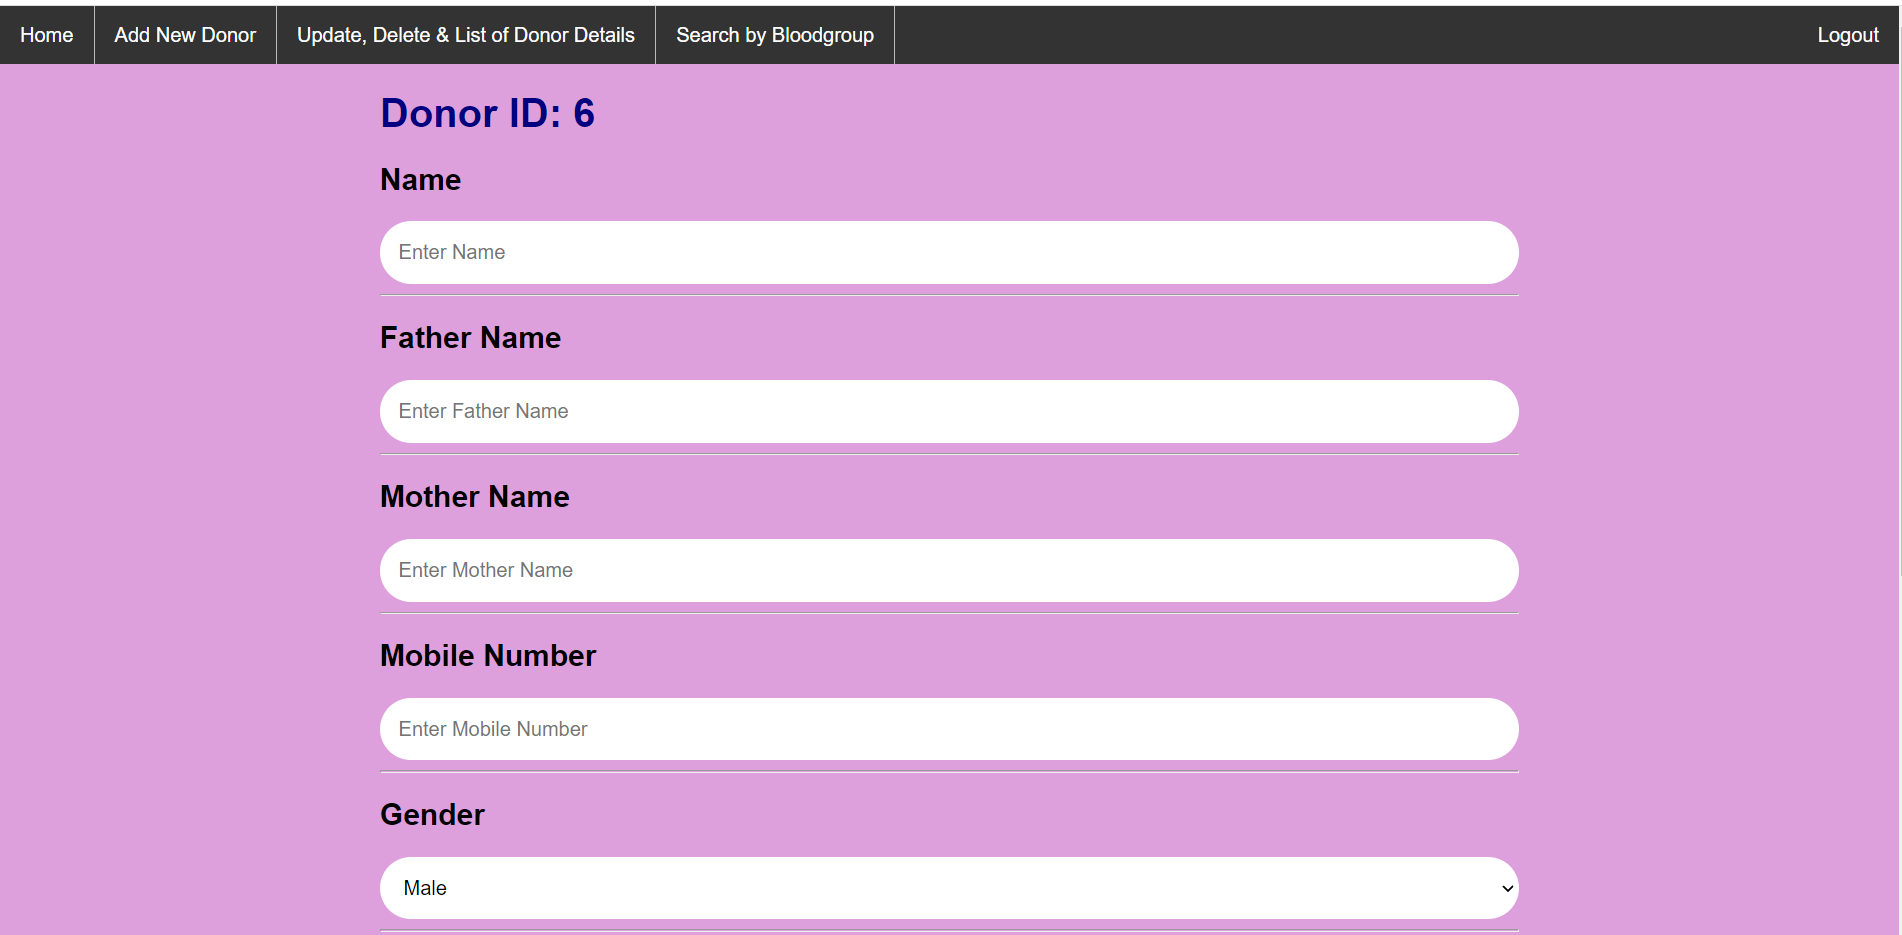 Home Add New Donor Update, Delete & List of Donor Details Search by Bloodgroup Logout
Donor ID: 6
Name
Enter Name
Father Name
Enter Father Name
Mother Name
Enter Mother Name
Mobile Number
Enter Mobile Number
Gender
Male